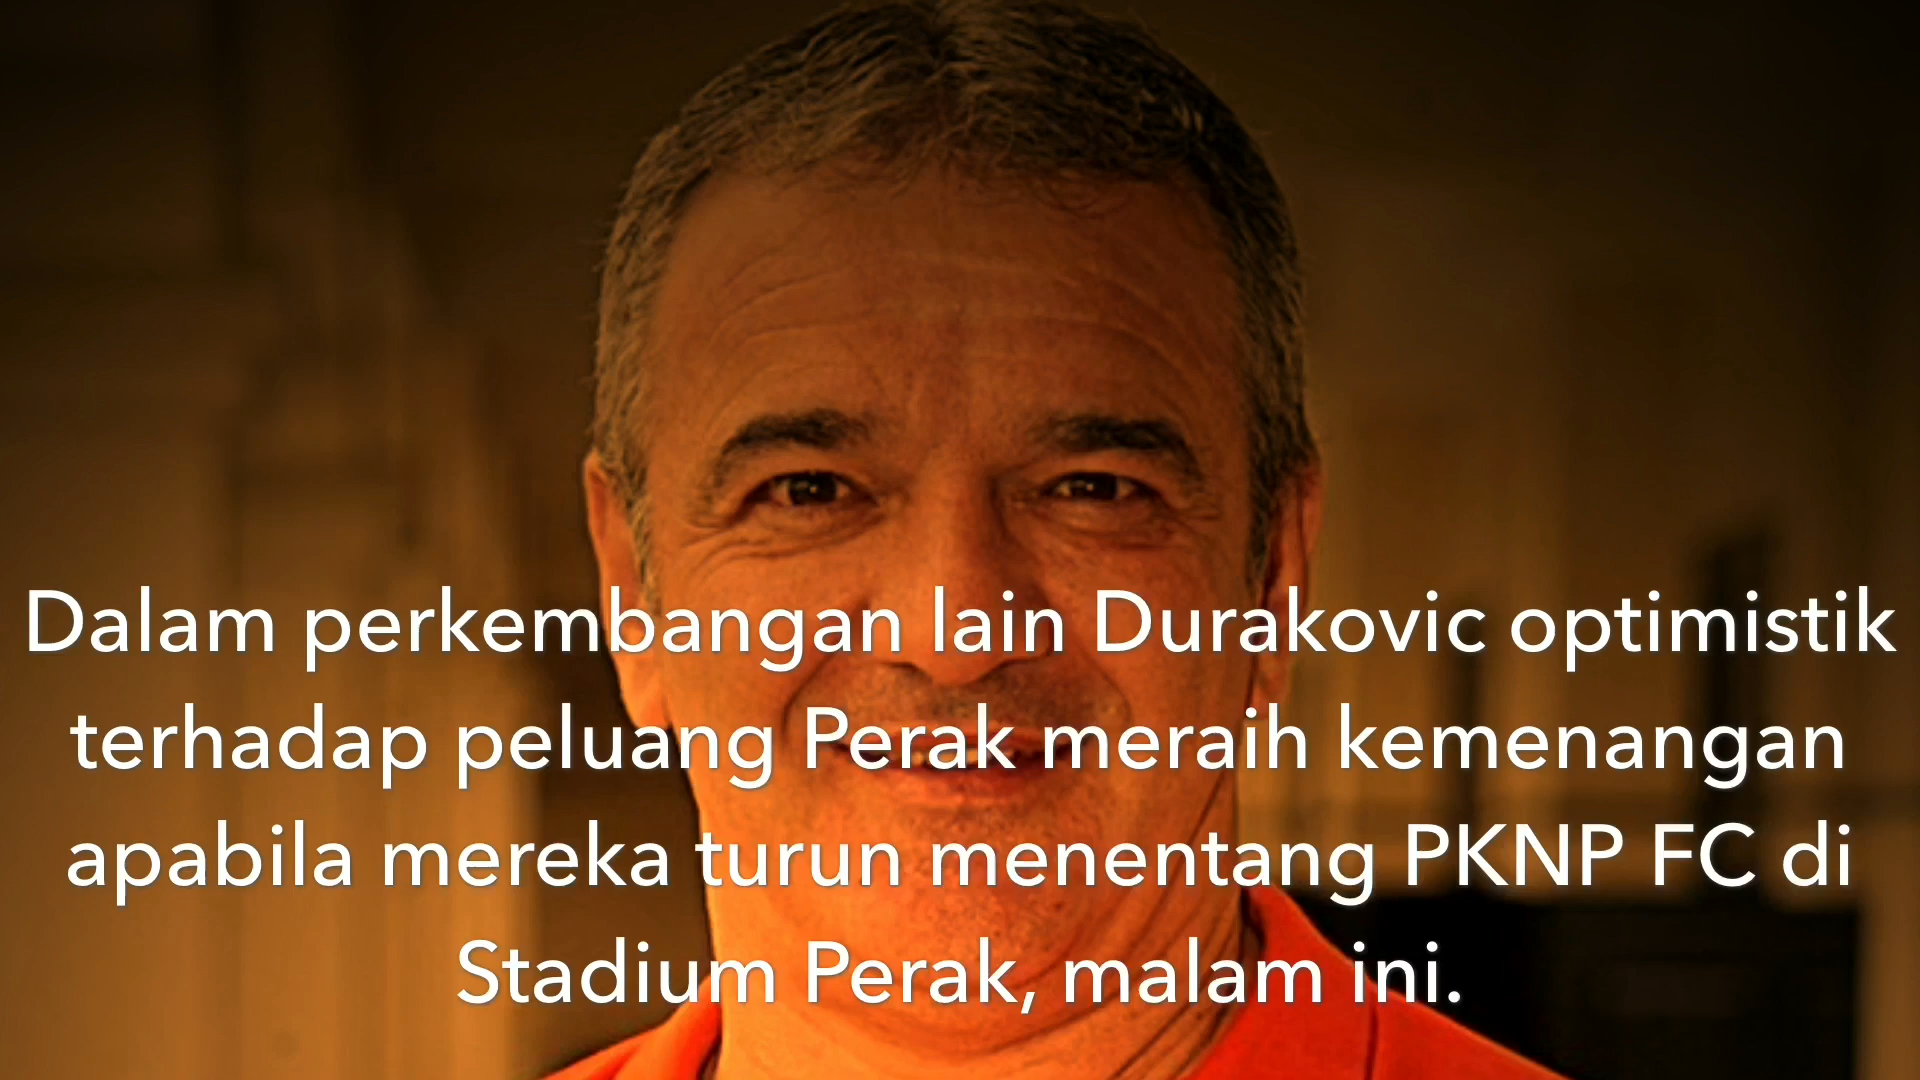 Dalam perkembangan lain Durakovic optimistik
terhadap peluang Perak meraih kemenangan
apabila mereka turun menentang PKNP FC di
Stadium Perak, malam ini.